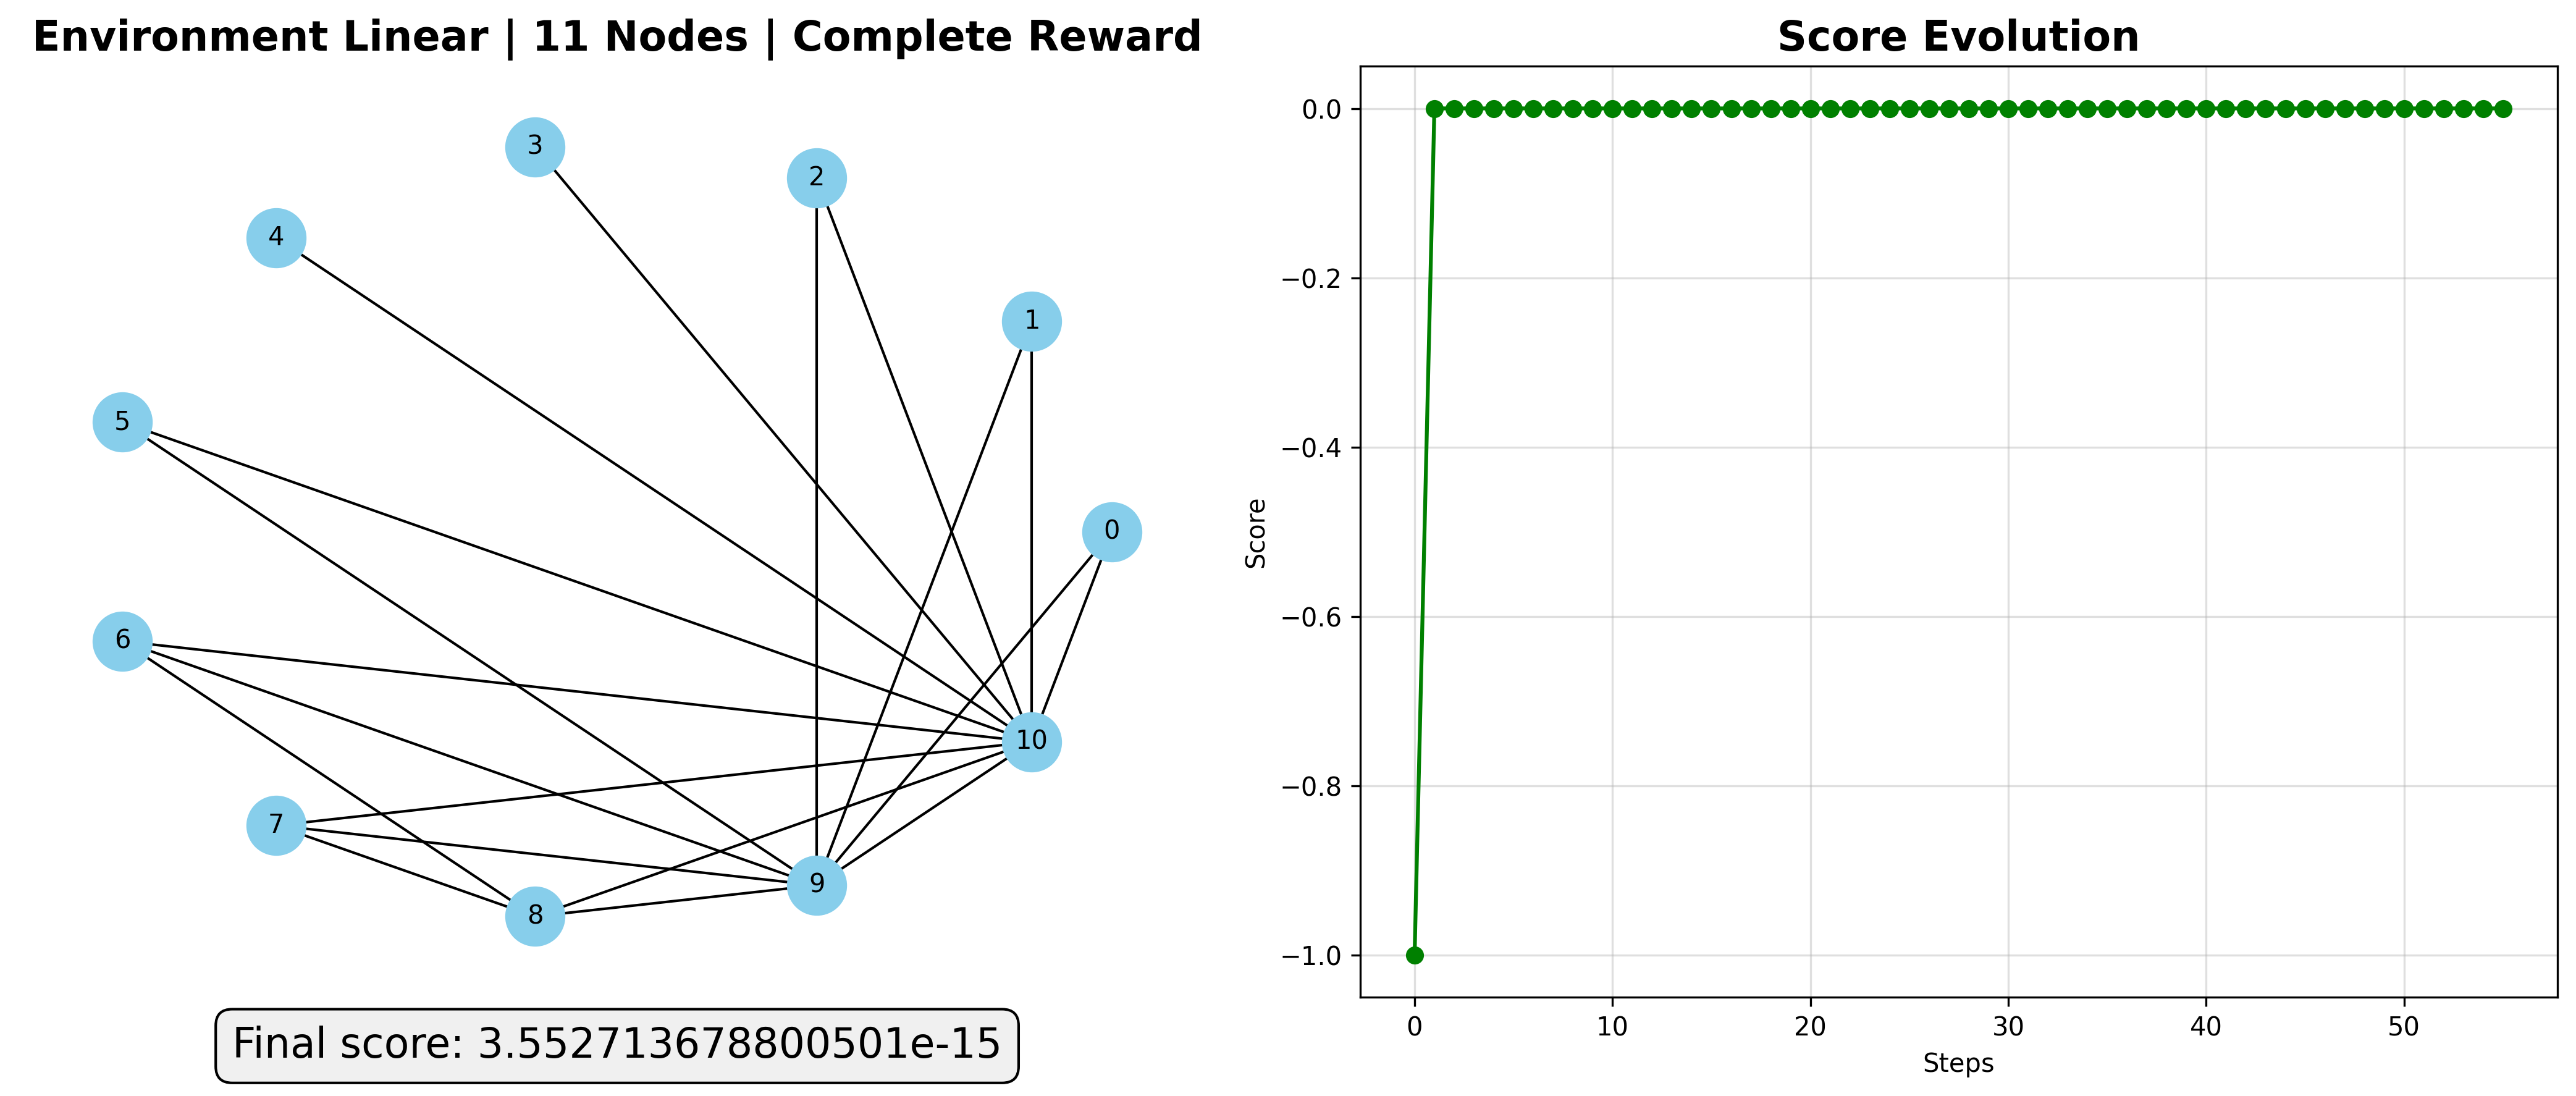 Environment Linear | 11 Nodes | Complete Reward
3
2
4
1
5
0
6
10
7
9
8
Final score: 3.552713678800501e-15
Score Evolution
0.0
−0.2
−0.4
−0.6
−0.8
−1.0
Score
0 10 20 30 40 50
Steps